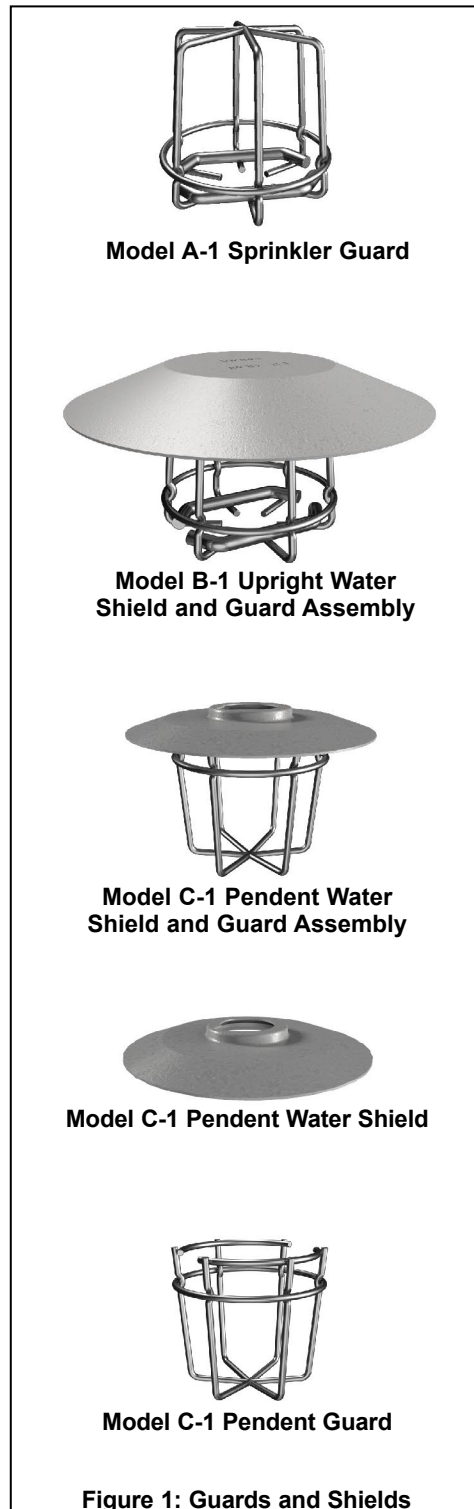 Model A-1 Sprinkler Guard
Model B-1 Upright Water
Shield and Guard Assembly
Model C-1 Pendent Water
Shield and Guard Assembly
Model C-1 Pendent Water Shield
Model C-1 Pendent Guard
Figure 1: Guards and Shields